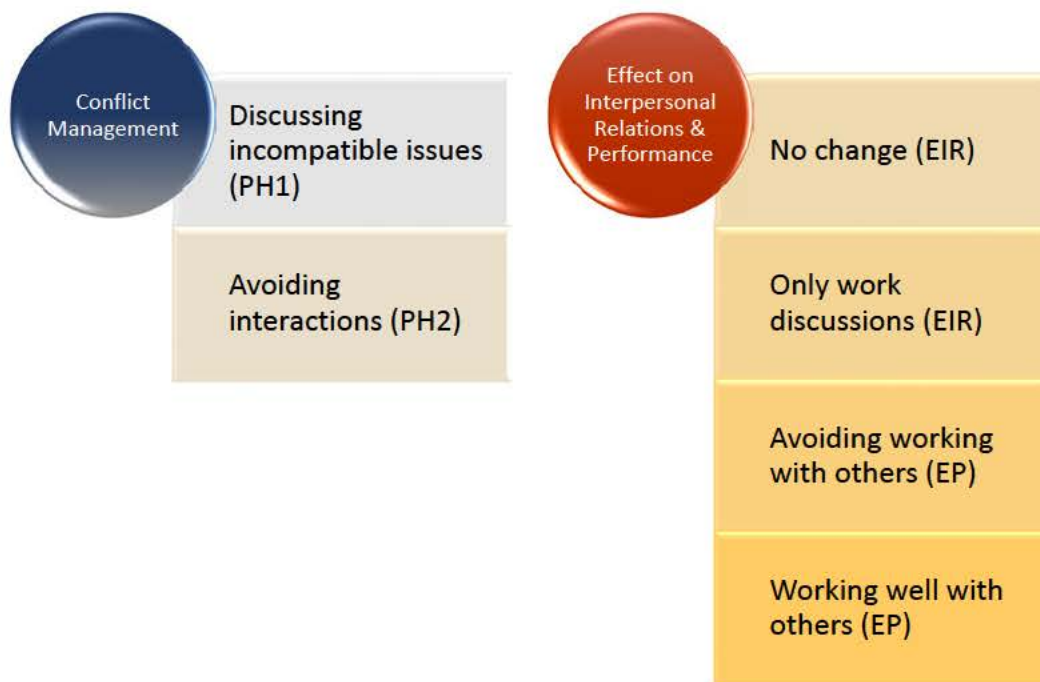 Conflict
Management
Discussing
incompatible issues
(PH1)
Avoiding
interactions (PH2)
Effect on
Interpersonal
Relations &
Performance
No change (EIR)
Only work
discussions (EIR)
Avoiding working
with others (EP)
Working well with
others (EP)